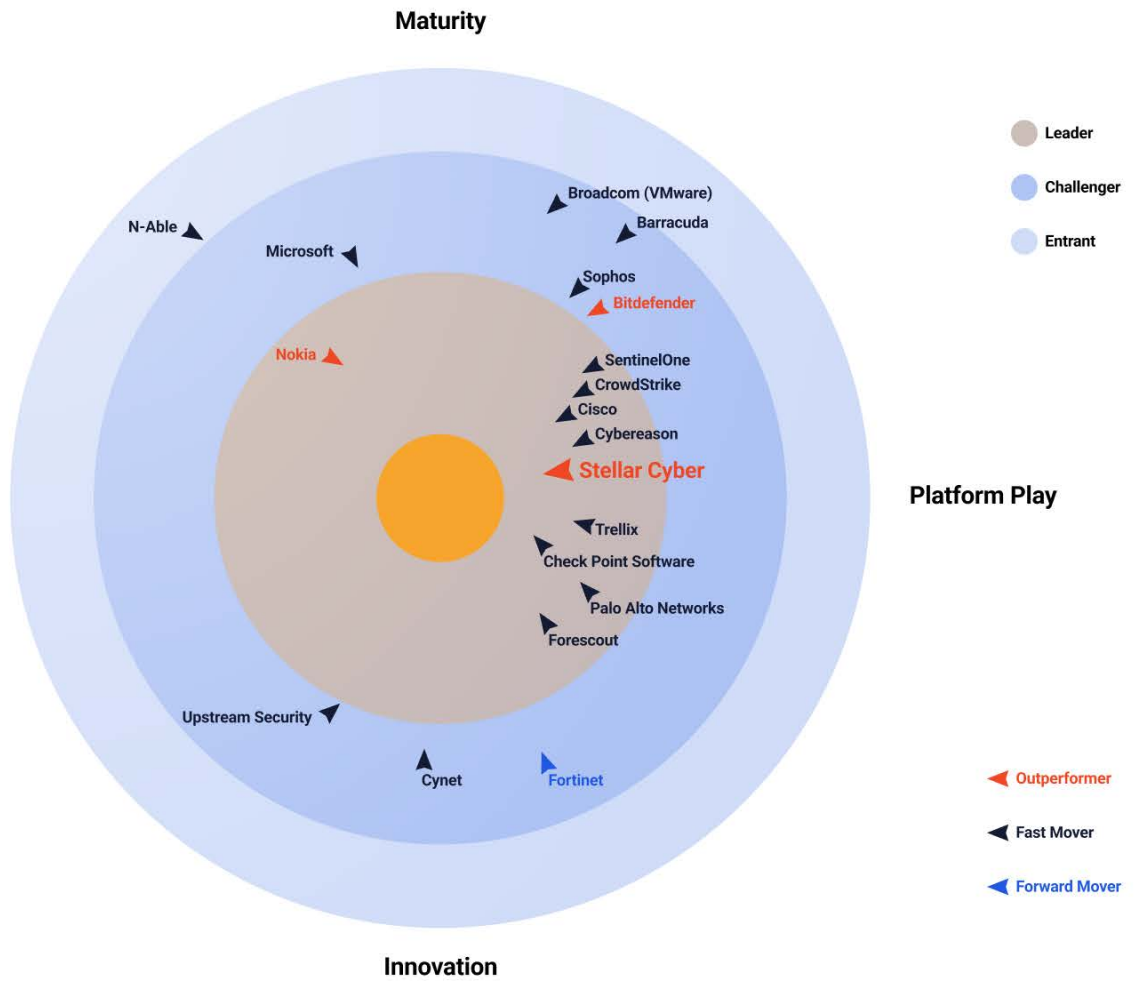 Maturity
Leader
Challenger
Entrant
Broadcom (VMware)
Barracuda
N-Able
Microsoft
Sophos
Bitdefender
Nokia
SentinelOne
CrowdStrike
Cisco
Cybereason
Stellar Cyber
Platform Play
Trellix
Check Point Software
Palo Alto Networks
Forescout
Upstream Security
Cynet
Fortinet
Outperformer
Fast Mover
Forward Mover
Innovation